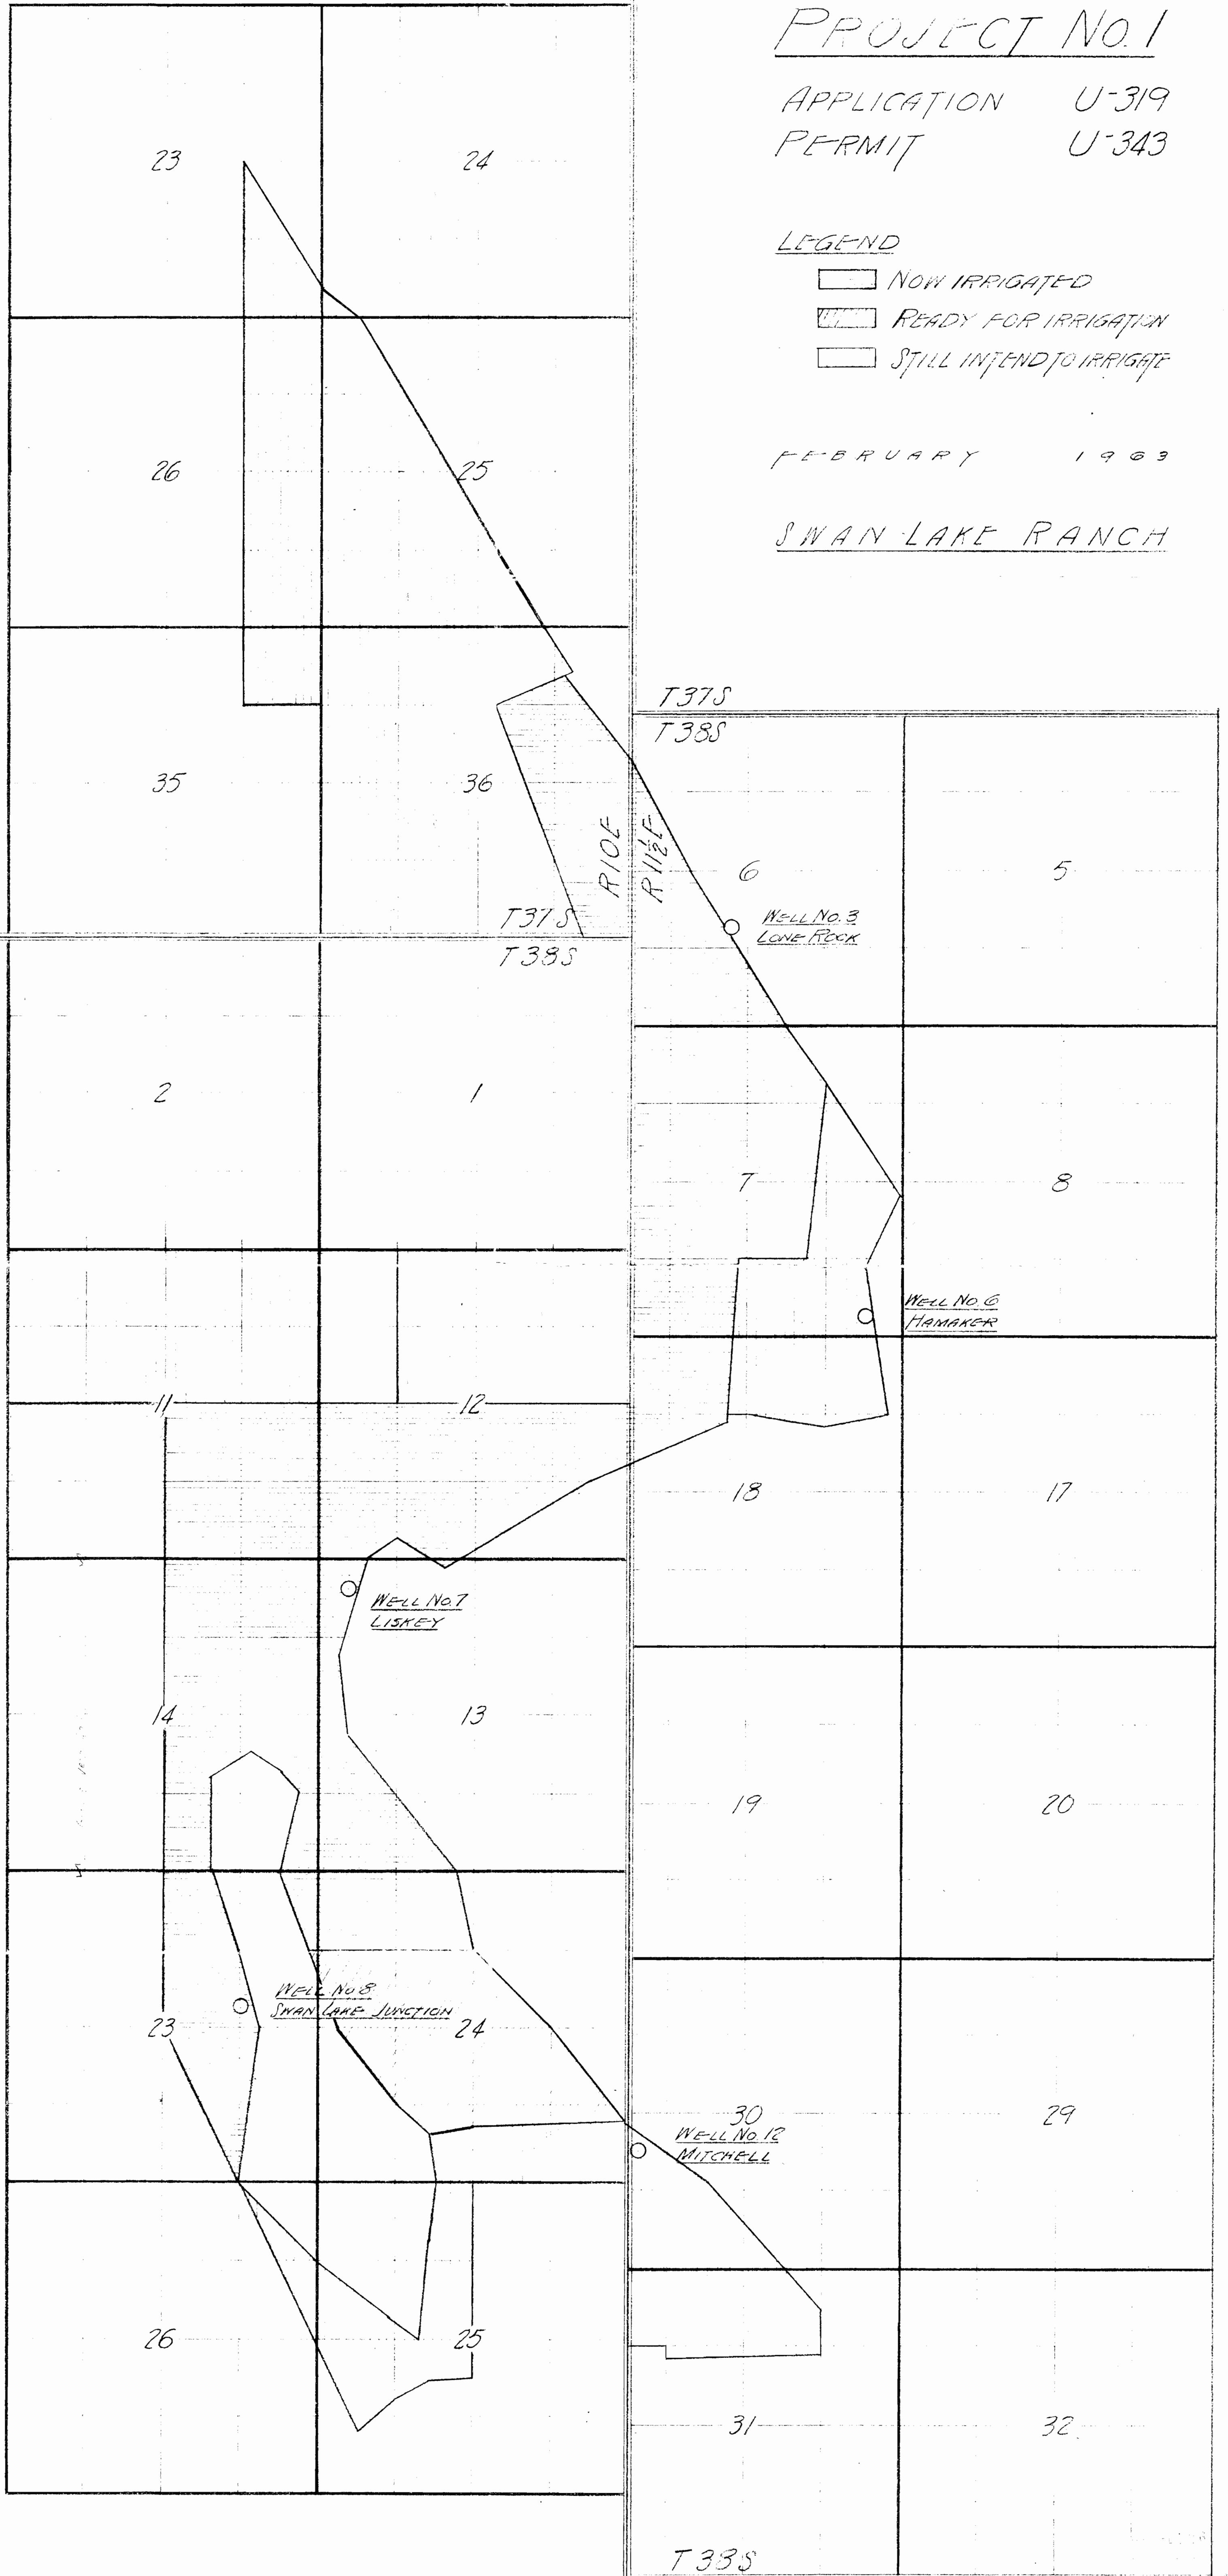 PROJECT NO. 1
APPLICATION U-319
PERMIT U-343
LEGEND
NOW IRRIGATED
READY FOR IRRIGATION
STILL INTEND TO IRRIGATE
FEBRUARY 1963
SWAN LAKE RANCH
23
24
26
25
T37S
T38S
35
36
R10E
R11½E
6
5
WELL NO. 3
LONE ROCK
T37S
T38S
2
1
7
8
WELL NO. 6
HAMAKER
11
12
18
17
WELL NO. 7
LISKEY
14
13
19
20
WELL NO. 8
SWAN LAKE JUNCTION
23
24
30
29
WELL NO. 12
MITCHELL
26
25
31
32
T38S